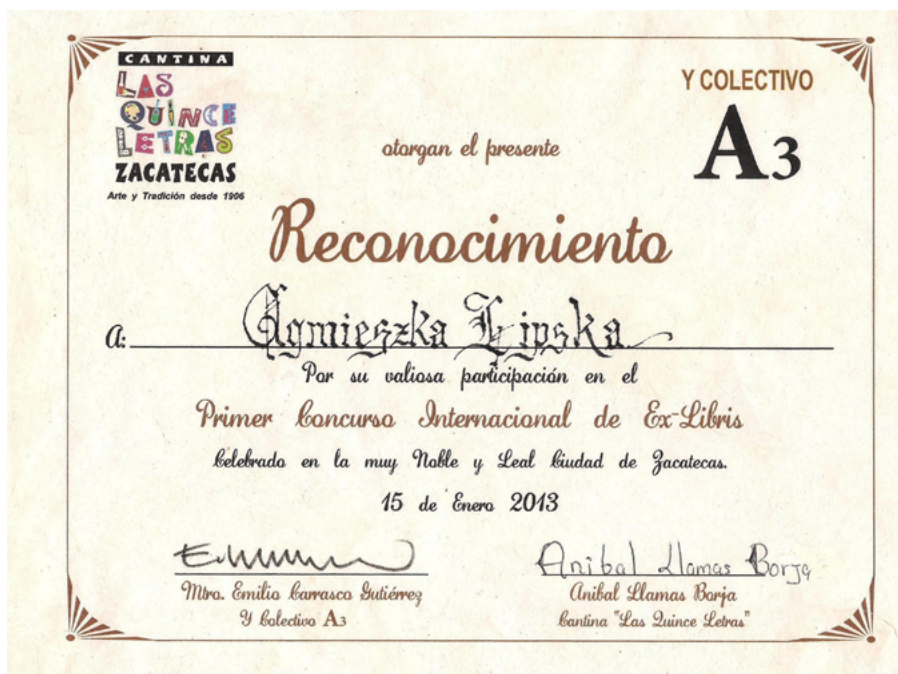 CANTINA
LAS
QUINCE
LETRAS
ZACATECAS
Arte y Tradición desde 1906
Y COLECTIVO
A3
otorgan el presente
Reconocimiento
a: Agmieszka Lipska
Por su valiosa participación en el
Primer Concurso Internacional de Ex-Libris
Celebrado en la muy Noble y Leal Ciudad de Zacatecas.
15 de Enero 2013
Anibal Llamas Borja
Mtro. Emilio Carrasco Gutiérrez
Y Colectivo A3
Anibal Llamas Borja
Cantina "Las Quince Letras"